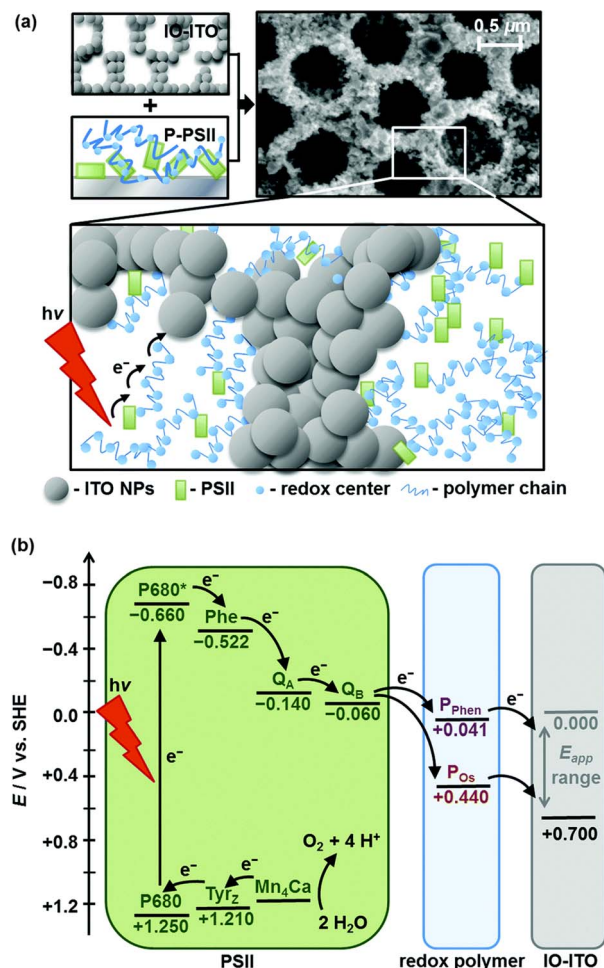 (a)
IO-ITO
+
P-PSII
0.5 µm
hν
e⁻
- ITO NPs
- PSII
- redox center
- polymer chain
(b)
E / V vs. SHE
−0.8
−0.4
0.0
+0.4
+0.8
+1.2
hν
e⁻
P680*
−0.660
e⁻
Phe
−0.522
e⁻
Q_A
−0.140
e⁻
Q_B
−0.060
e⁻
P_Phen
+0.041
e⁻
0.000
E_app
range
P_Os
+0.440
+0.700
O₂ + 4 H⁺
e⁻
e⁻
P680
+1.250
Tyr_Z
+1.210
Mn₄Ca
2 H₂O
PSII
redox polymer
IO-ITO